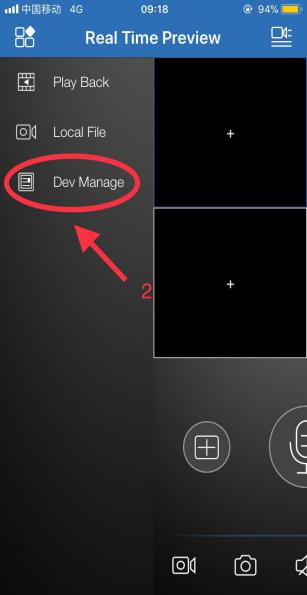 中国移动 4G 09:18 94%
Real Time Preview
Play Back
Local File
Dev Manage
2